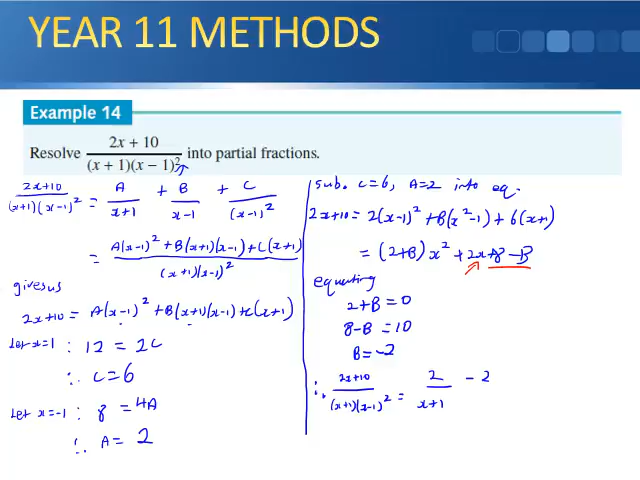 YEAR 11 METHODS
Example 14
Resolve (2x + 10)/((x + 1)(x − 1)²) into partial fractions.
(2x+10)/((x+1)(x-1)²) = A/(x+1) + B/(x-1) + C/(x-1)²
= (A(x-1)² + B(x+1)(x-1) + C(x+1))/((x+1)(x-1)²)
gives us
2x+10 = A(x-1)² + B(x+1)(x-1) + C(x+1)
Let x=1 : 12 = 2C
∴ C=6
Let x=-1 : 8 = 4A
∴ A= 2
sub. C=6, A=2 into eq.
2x+10 = 2(x-1)² + B(x²-1) + 6(x+1)
= (2+B)x² + 2x+8-B
equating
2+B=0
8-B=10
B=-2
∴ (2x+10)/((x+1)(x-1)²) = 2/(x+1) - 2